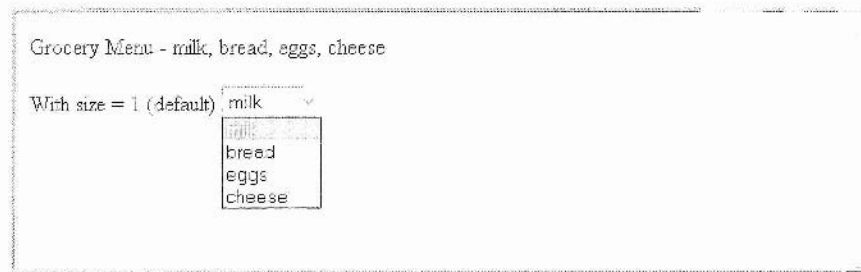 Grocery Menu - milk, bread, eggs, cheese
With size = 1 (default) milk
milk
bread
eggs
cheese